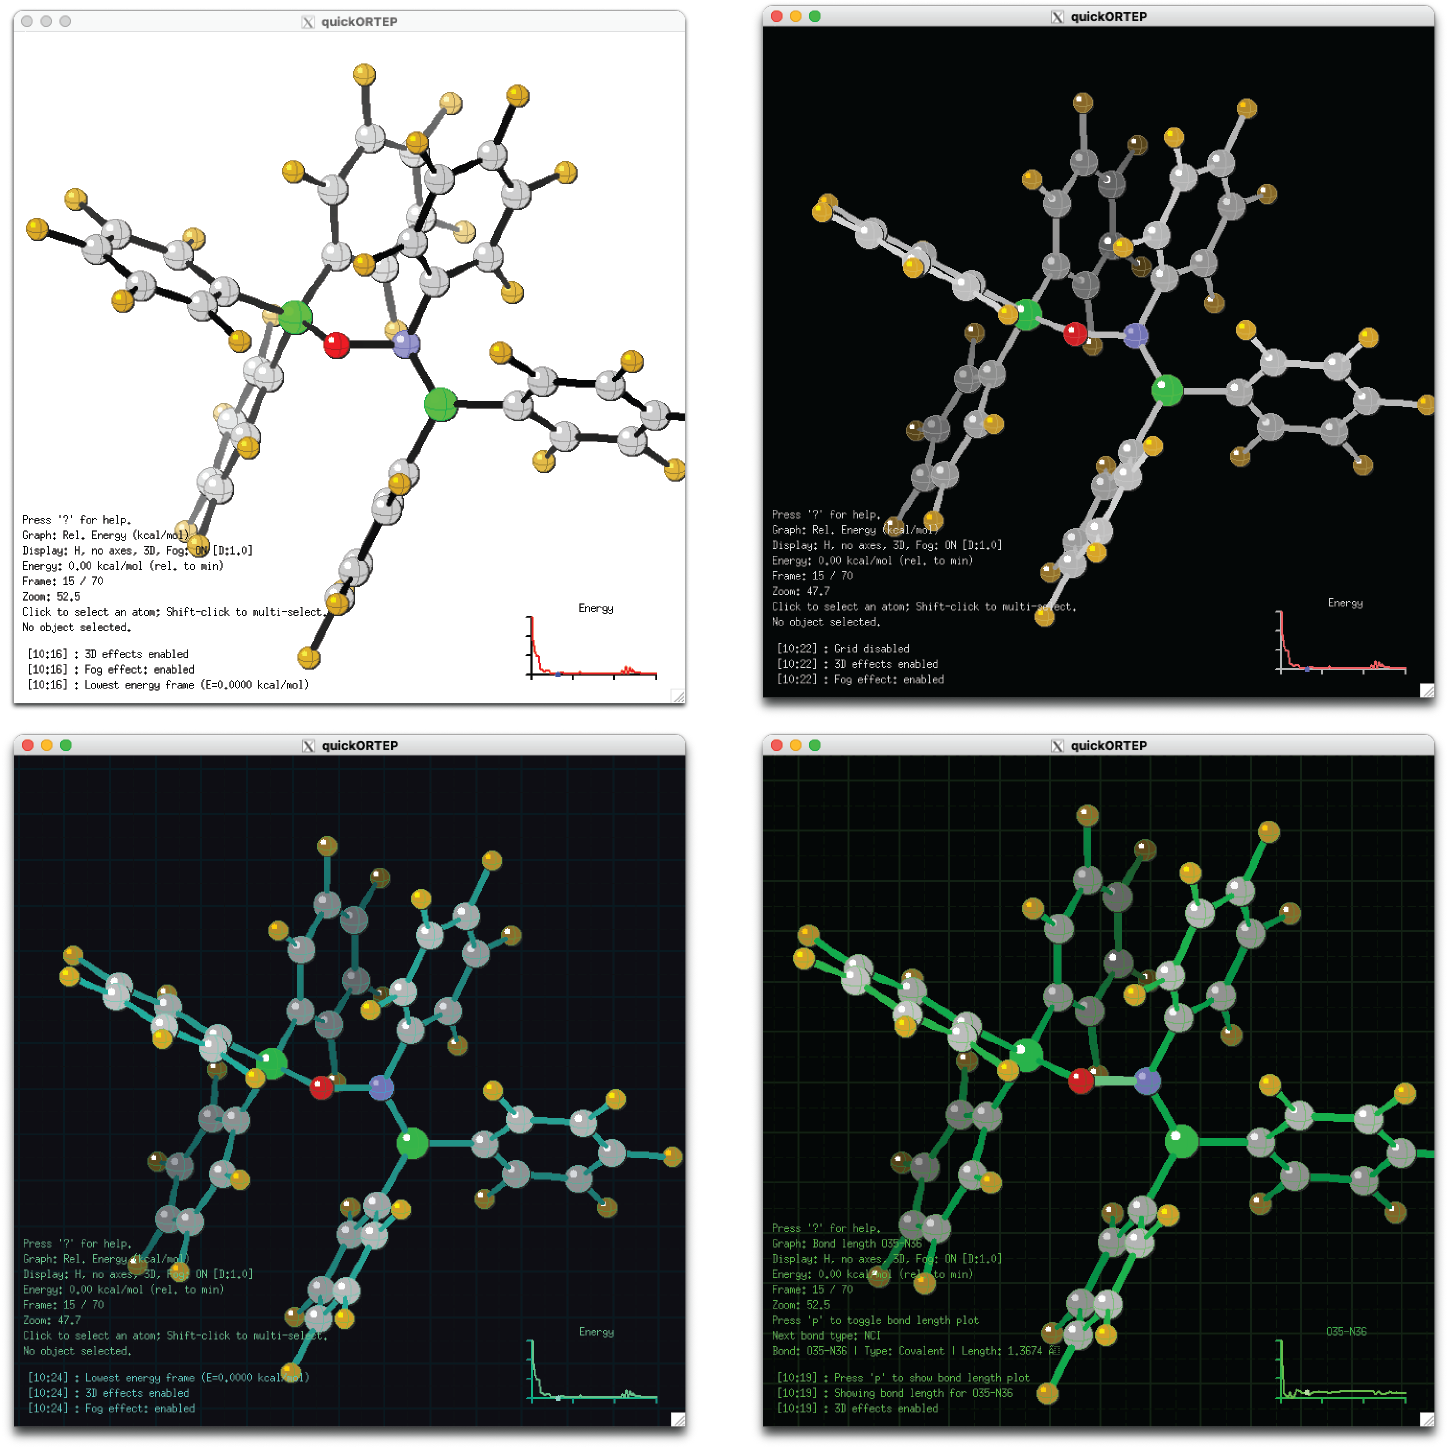 quickORTEP
Press '?' for help.
Graph: Rel. Energy (kcal/mol)
Display: H, no axes, 3D, Fog: ON [D:1.0]
Energy: 0.00 kcal/mol (rel. to min)
Frame: 15 / 70
Zoom: 52.5
Click to select an atom; Shift-click to multi-select.
No object selected.
[10:16] : 3D effects enabled
[10:16] : Fog effect: enabled
[10:16] : Lowest energy frame (E=0.0000 kcal/mol)
Energy
quickORTEP
Press '?' for help.
Graph: Rel. Energy (kcal/mol)
Display: H, no axes, 3D, Fog: ON [D:1.0]
Energy: 0.00 kcal/mol (rel. to min)
Frame: 15 / 70
Zoom: 47.7
Click to select an atom; Shift-click to multi-select.
No object selected.
[10:22] : Grid disabled
[10:22] : 3D effects enabled
[10:22] : Fog effect: enabled
Energy
quickORTEP
Press '?' for help.
Graph: Rel. Energy (kcal/mol)
Display: H, no axes, 3D, Fog: ON [D:1.0]
Energy: 0.00 kcal/mol (rel. to min)
Frame: 15 / 70
Zoom: 47.7
Click to select an atom; Shift-click to multi-select.
No object selected.
[10:24] : Lowest energy frame (E=0.0000 kcal/mol)
[10:24] : 3D effects enabled
[10:24] : Fog effect: enabled
Energy
quickORTEP
Press '?' for help.
Graph: Bond length O35-N36
Display: H, no axes, 3D, Fog: ON [D:1.0]
Energy: 0.00 kcal/mol (rel. to min)
Frame: 15 / 70
Zoom: 52.5
Press 'p' to toggle bond length plot
Next bond type: NCI
Bond: O35-N36 | Type: Covalent | Length: 1.3674
[10:19] : Press 'p' to show bond length plot
[10:19] : Showing bond length for O35-N36
[10:19] : 3D effects enabled
O35-N36